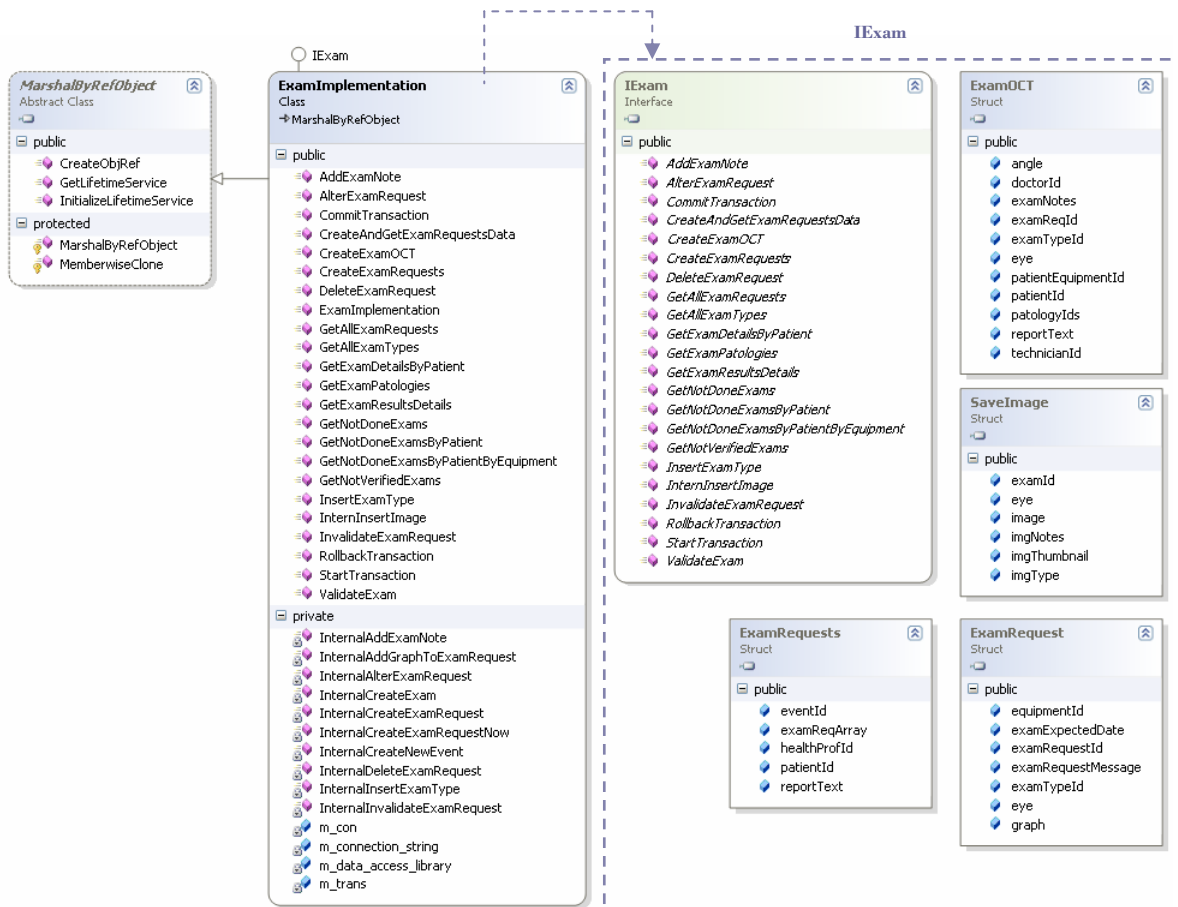 IExam
IExam
MarshalByRefObject
Abstract Class
public
CreateObjRef
GetLifetimeService
InitializeLifetimeService
protected
MarshalByRefObject
MemberwiseClone
ExamImplementation
Class
MarshalByRefObject
public
AddExamNote
AlterExamRequest
CommitTransaction
CreateAndGetExamRequestsData
CreateExamOCT
CreateExamRequests
DeleteExamRequest
ExamImplementation
GetAllExamRequests
GetAllExamTypes
GetExamDetailsByPatient
GetExamPatologies
GetExamResultsDetails
GetNotDoneExams
GetNotDoneExamsByPatient
GetNotDoneExamsByPatientByEquipment
GetNotVerifiedExams
InsertExamType
InternInsertImage
InvalidateExamRequest
RollbackTransaction
StartTransaction
ValidateExam
private
InternalAddExamNote
InternalAddGraphToExamRequest
InternalAlterExamRequest
InternalCreateExam
InternalCreateExamRequest
InternalCreateExamRequestNow
InternalCreateNewEvent
InternalDeleteExamRequest
InternalInsertExamType
InternalInvalidateExamRequest
m_con
m_connection_string
m_data_access_library
m_trans
IExam
Interface
public
AddExamNote
AlterExamRequest
CommitTransaction
CreateAndGetExamRequestsData
CreateExamOCT
CreateExamRequests
DeleteExamRequest
GetAllExamRequests
GetAllExamTypes
GetExamDetailsByPatient
GetExamPatologies
GetExamResultsDetails
GetNotDoneExams
GetNotDoneExamsByPatient
GetNotDoneExamsByPatientByEquipment
GetNotVerifiedExams
InsertExamType
InternInsertImage
InvalidateExamRequest
RollbackTransaction
StartTransaction
ValidateExam
ExamOCT
Struct
public
angle
doctorId
examNotes
examReqId
examTypeId
eye
patientEquipmentId
patientId
patologyIds
reportText
technicianId
SaveImage
Struct
public
examId
eye
image
imgNotes
imgThumbnail
imgType
ExamRequests
Struct
public
eventId
examReqArray
healthProfId
patientId
reportText
ExamRequest
Struct
public
equipmentId
examExpectedDate
examRequestId
examRequestMessage
examTypeId
eye
graph